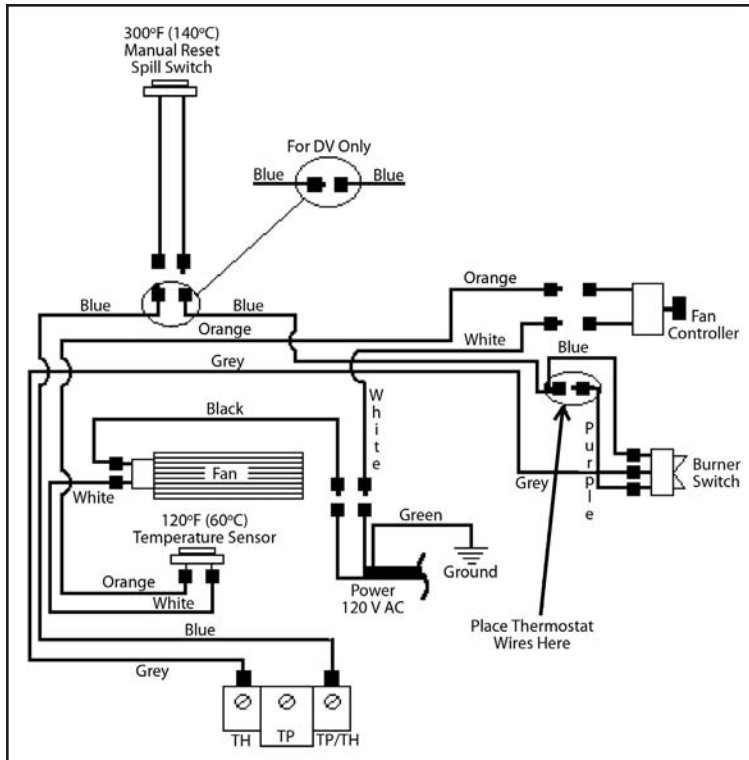 300ºF (140ºC)
Manual Reset
Spill Switch
For DV Only
Blue
Blue
Orange
Blue
Blue
Orange
White
Fan
Controller
Blue
Grey
Black
White
Purple
Fan
Burner
Switch
White
Grey
120ºF (60ºC)
Temperature Sensor
Green
Ground
Orange
White
Power
120 V AC
Place Thermostat
Wires Here
Blue
Grey
TH
TP
TP/TH